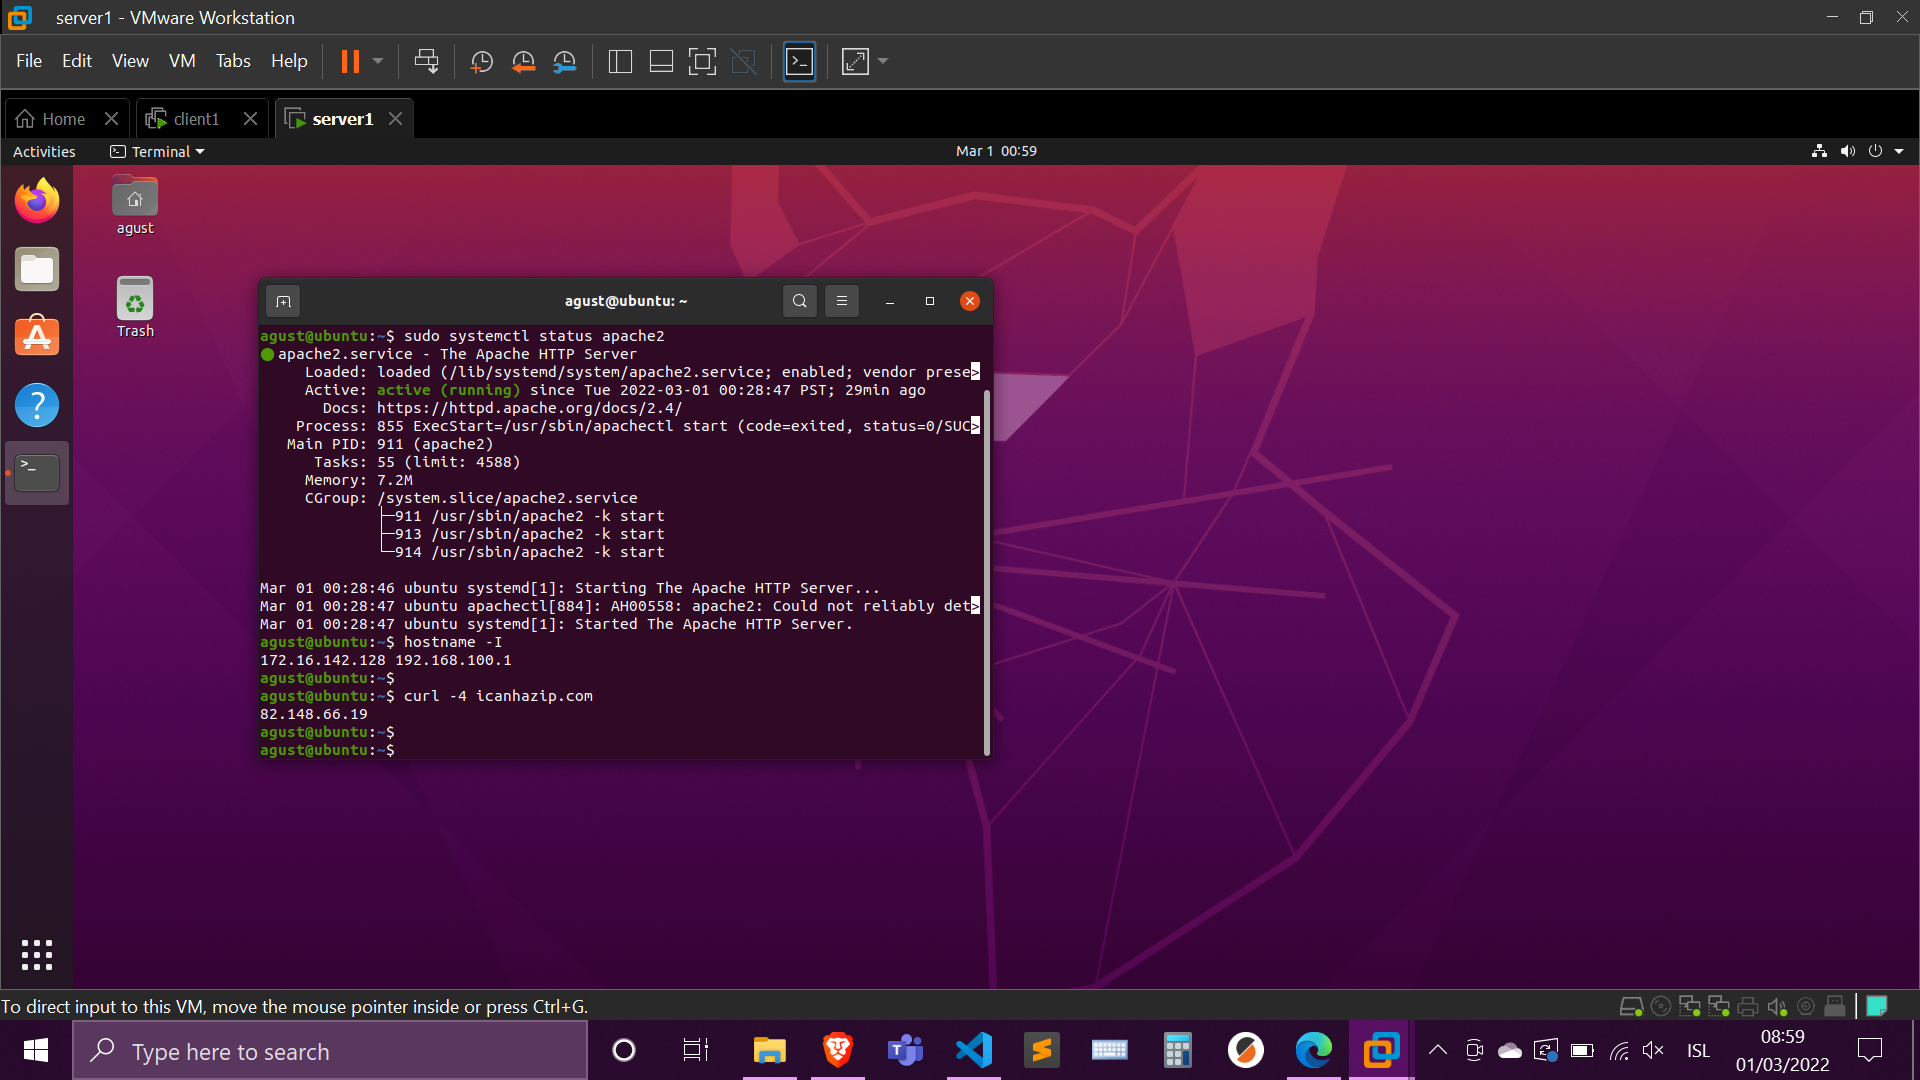 server1 - VMware Workstation
File Edit View VM Tabs Help
Home client1 server1
Activities Terminal Mar 1 00:59
agust
Trash
agust@ubuntu: ~
agust@ubuntu:~$ sudo systemctl status apache2
apache2.service - The Apache HTTP Server
Loaded: loaded (/lib/systemd/system/apache2.service; enabled; vendor prese>
Active: active (running) since Tue 2022-03-01 00:28:47 PST; 29min ago
Docs: https://httpd.apache.org/docs/2.4/
Process: 855 ExecStart=/usr/sbin/apachectl start (code=exited, status=0/SUC>
Main PID: 911 (apache2)
Tasks: 55 (limit: 4588)
Memory: 7.2M
CGroup: /system.slice/apache2.service
├─911 /usr/sbin/apache2 -k start
├─913 /usr/sbin/apache2 -k start
└─914 /usr/sbin/apache2 -k start
Mar 01 00:28:46 ubuntu systemd[1]: Starting The Apache HTTP Server...
Mar 01 00:28:47 ubuntu apachectl[884]: AH00558: apache2: Could not reliably det>
Mar 01 00:28:47 ubuntu systemd[1]: Started The Apache HTTP Server.
agust@ubuntu:~$ hostname -I
172.16.142.128 192.168.100.1
agust@ubuntu:~$
agust@ubuntu:~$ curl -4 icanhazip.com
82.148.66.19
agust@ubuntu:~$
agust@ubuntu:~$
To direct input to this VM, move the mouse pointer inside or press Ctrl+G.
Type here to search
ISL
08:59
01/03/2022